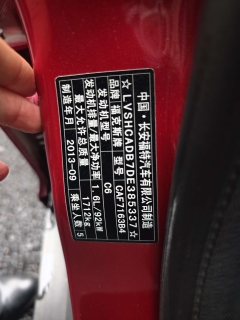 中国·长安福特汽车有限公司制造
★LVSHCADB7DE385337★
品牌 福克斯牌 型号 CAF7163B4
发动机型号 C6
发动机排量/最大净功率 1.6L/92kW
最大允许总质量 1712kg
制造年月 2013-09 乘坐人数 5